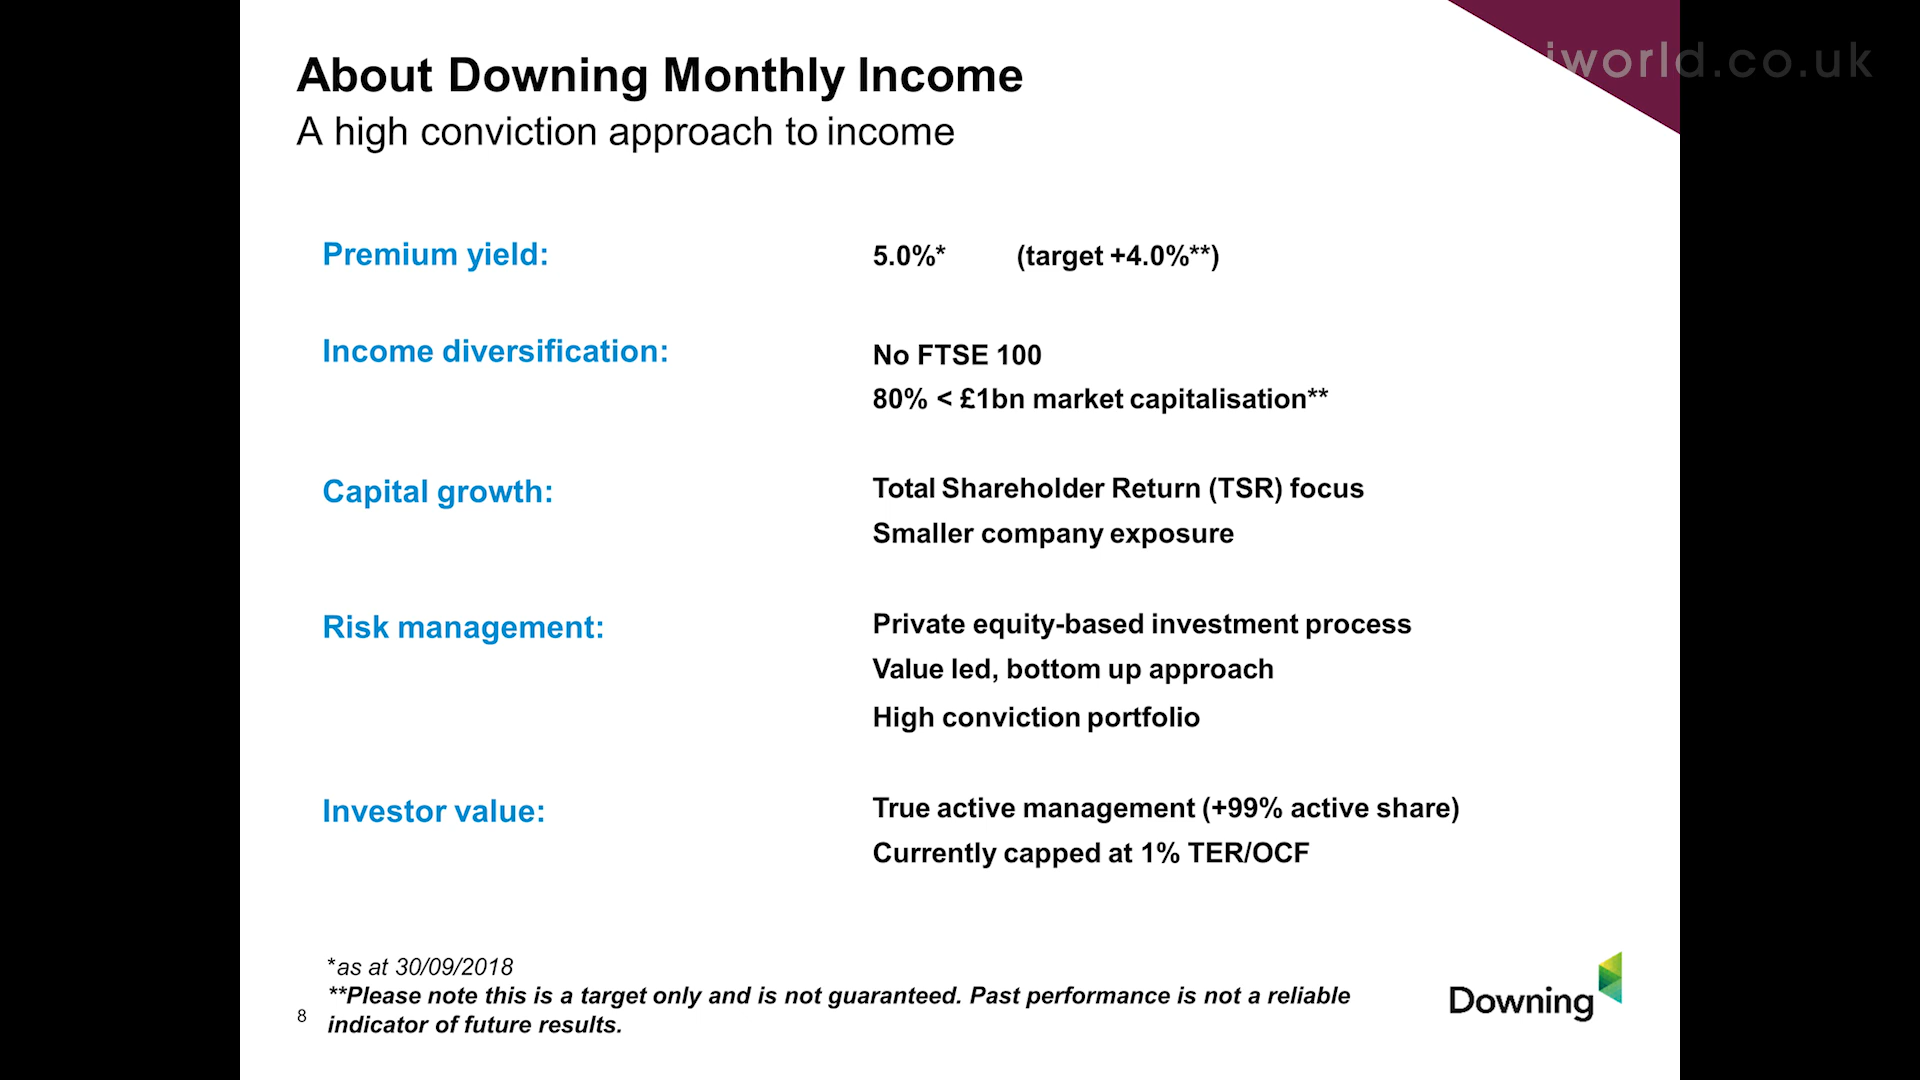 About Downing Monthly Income
A high conviction approach to income
iworld.co.uk
Premium yield:
5.0%* (target +4.0%**)
Income diversification:
No FTSE 100
80% < £1bn market capitalisation**
Capital growth:
Total Shareholder Return (TSR) focus
Smaller company exposure
Risk management:
Private equity-based investment process
Value led, bottom up approach
High conviction portfolio
Investor value:
True active management (+99% active share)
Currently capped at 1% TER/OCF
*as at 30/09/2018
**Please note this is a target only and is not guaranteed. Past performance is not a reliable
indicator of future results.
8
Downing